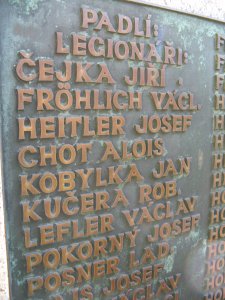 PADLÍ:
LEGIONÁŘI:
ČEJKA JIŘÍ.
FRÖHLICH VÁCL.
HEITLER JOSEF
CHOT ALOIS
KOBYLKA JAN
KUČERA ROB.
LEFLER VÁCLAV
POKORNÝ JOSEF
POSNER LAD.
JOSEF